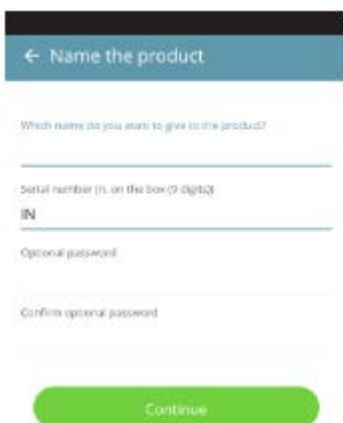 ← Name the product
Which name do you want to give to the product?
Serial number (n. on the box (9 digits)
IN
Optional password
Confirm optional password
Continue